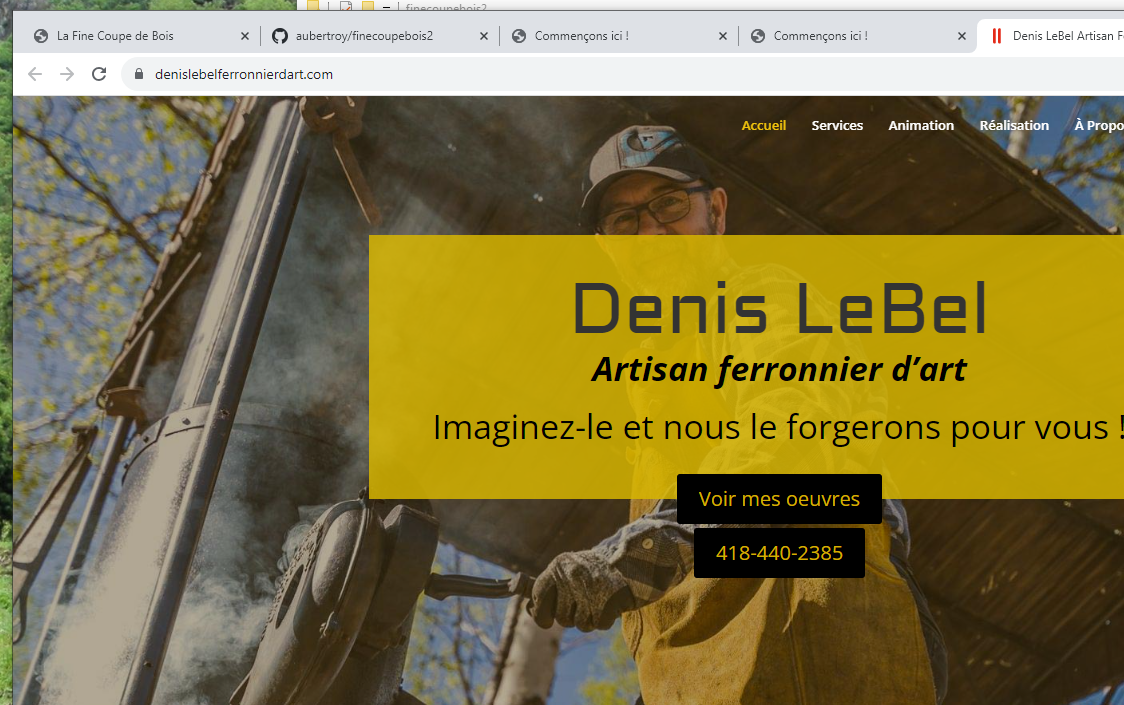 finecoupebois2
La Fine Coupe de Bois
aubertroy/finecoupebois2
Commençons ici !
Commençons ici !
Denis LeBel Artisan F
denislebelferronnierdart.com
Accueil
Services
Animation
Réalisation
À Propo
Denis LeBel
Artisan ferronnier d’art
Imaginez-le et nous le forgerons pour vous !
Voir mes oeuvres
418-440-2385